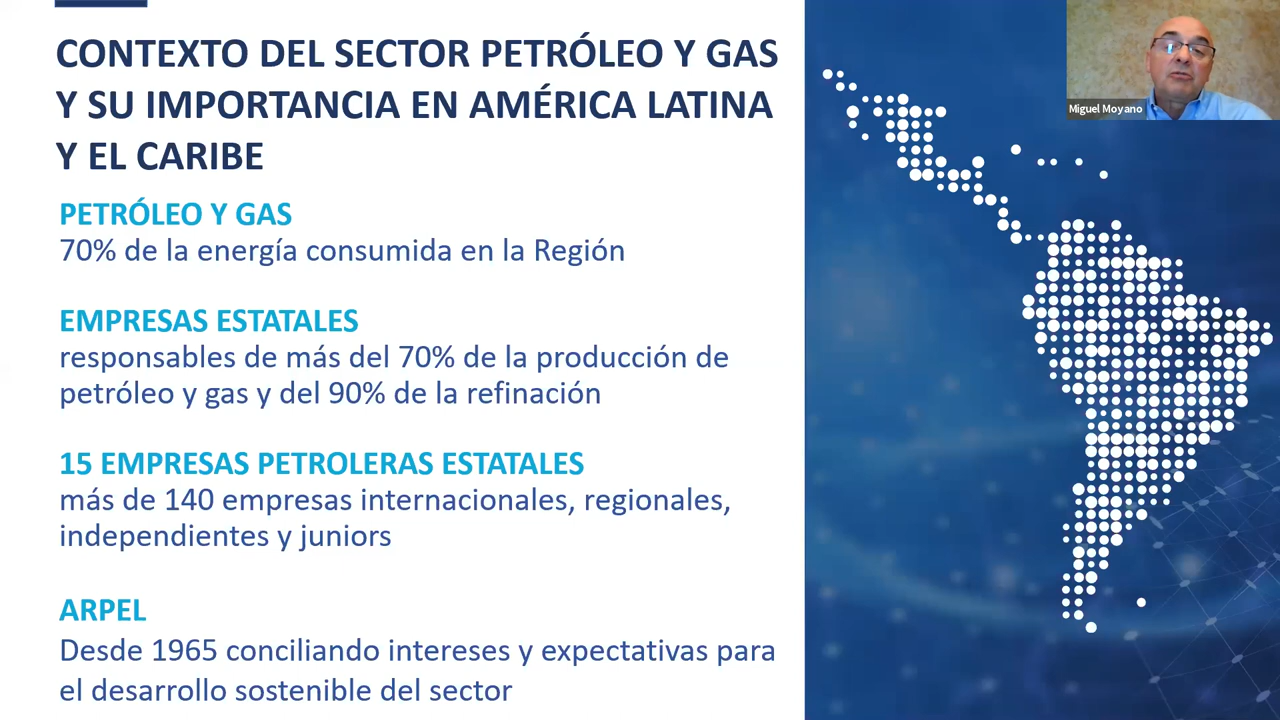 CONTEXTO DEL SECTOR PETRÓLEO Y GAS
Y SU IMPORTANCIA EN AMÉRICA LATINA
Y EL CARIBE
PETRÓLEO Y GAS
70% de la energía consumida en la Región
EMPRESAS ESTATALES
responsables de más del 70% de la producción de
petróleo y gas y del 90% de la refinación
15 EMPRESAS PETROLERAS ESTATALES
más de 140 empresas internacionales, regionales,
independientes y juniors
ARPEL
Desde 1965 conciliando intereses y expectativas para
el desarrollo sostenible del sector
Miguel Moyano